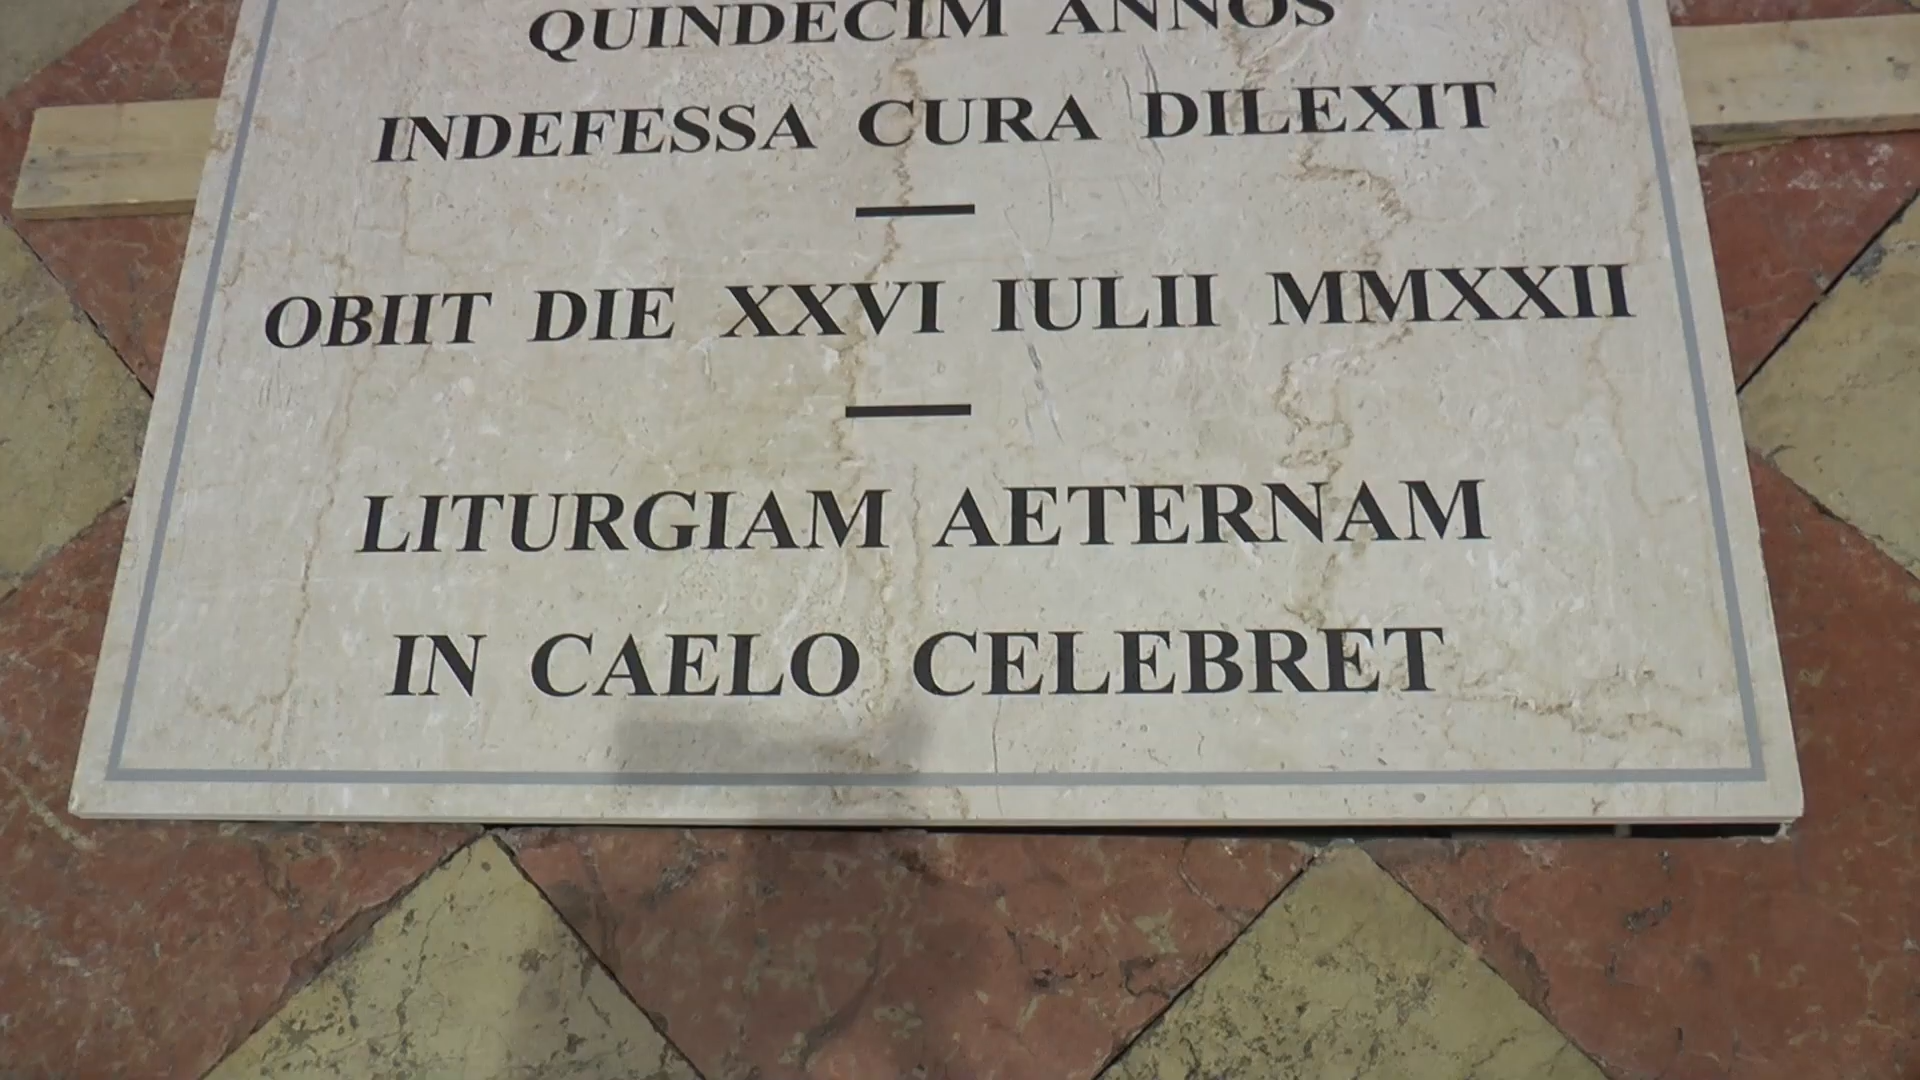 QUINDECIM ANNOS
INDEFESSA CURA DILEXIT
OBIIT DIE XXVI IULII MMXXII
LITURGIAM AETERNAM
IN CAELO CELEBRET